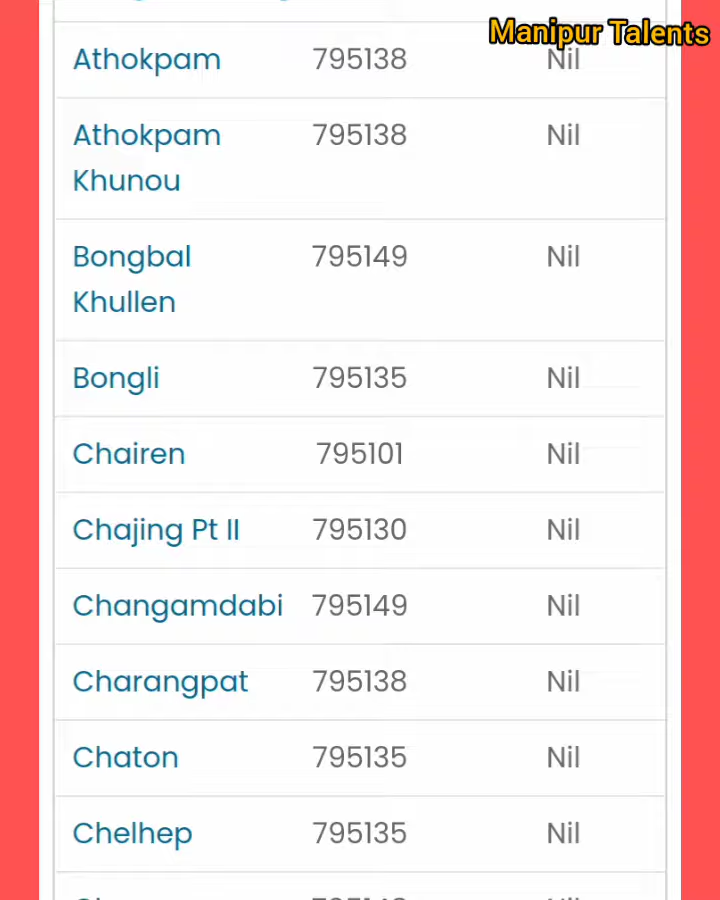 Manipur Talents
Athokpam 795138 Nil
Athokpam 795138 Nil
Khunou
Bongbal 795149 Nil
Khullen
Bongli 795135 Nil
Chairen 795101 Nil
Chajing Pt II 795130 Nil
Changamdabi 795149 Nil
Charangpat 795138 Nil
Chaton 795135 Nil
Chelhep 795135 Nil